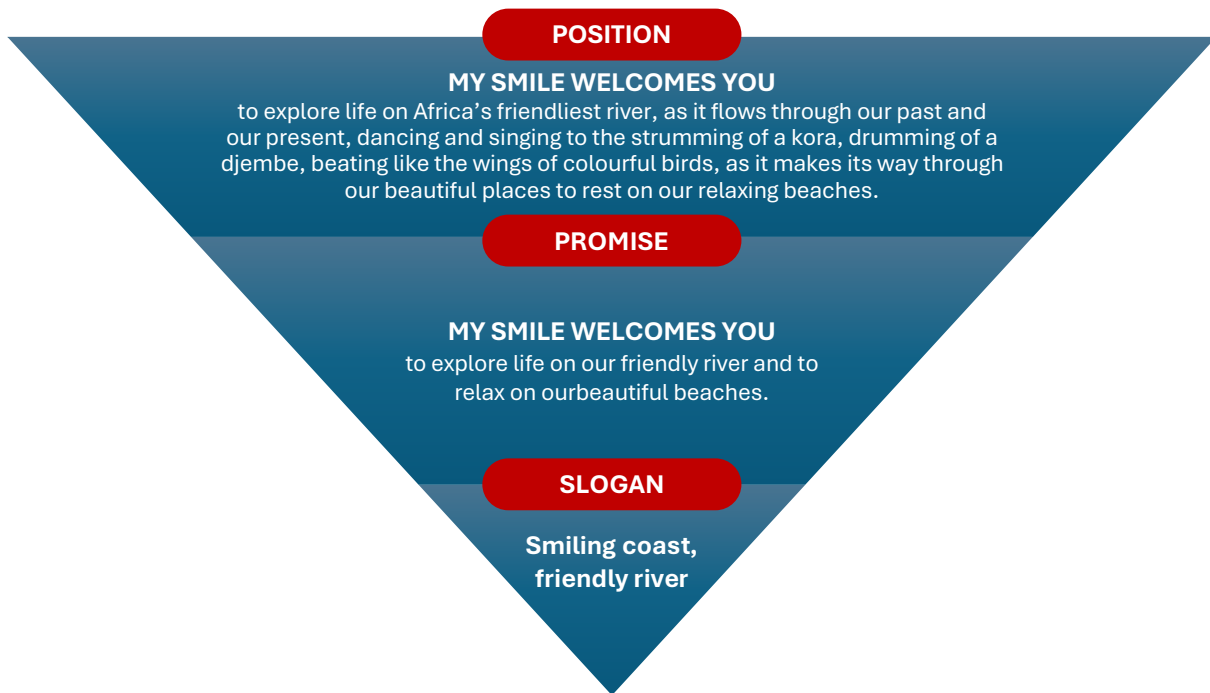 POSITION
MY SMILE WELCOMES YOU
to explore life on Africa's friendliest river, as it flows through our past and
our present, dancing and singing to the strumming of a kora, drumming of a
djembe, beating like the wings of colourful birds, as it makes its way through
our beautiful places to rest on our relaxing beaches.
PROMISE
MY SMILE WELCOMES YOU
to explore life on our friendly river and to
relax on ourbeautiful beaches.
SLOGAN
Smiling coast,
friendly river